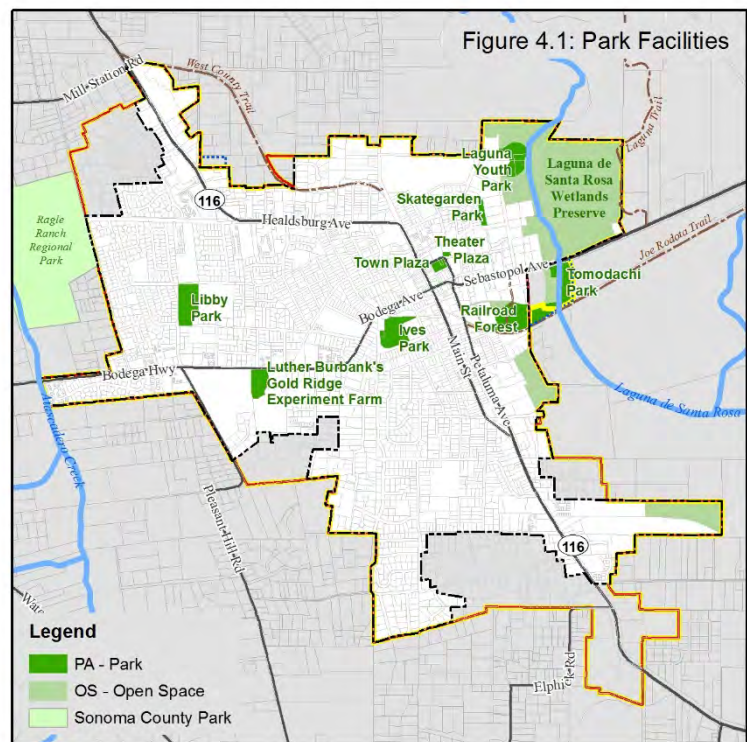 Figure 4.1: Park Facilities
Mill Station Rd
West County Trail
Laguna Trail
Laguna
Youth
Park
Laguna de
Santa Rosa
Wetlands
Preserve
116
Skategarden
Park
Healdsburg Ave
Ragle
Ranch
Regional
Park
Theater
Plaza
Town Plaza
Sebastopol Ave
Joe Rodota Trail
Tomodachi
Park
Libby
Park
Bodega Ave
Railroad
Forest
Ives
Park
Main St
Petaluma Ave
Bodega Hwy
Luther Burbank's
Gold Ridge
Experiment Farm
Laguna de Santa Rosa
Atascadero Creek
Pleasant Hill Rd
116
Elphick Rd
Legend
PA - Park
OS - Open Space
Sonoma County Park